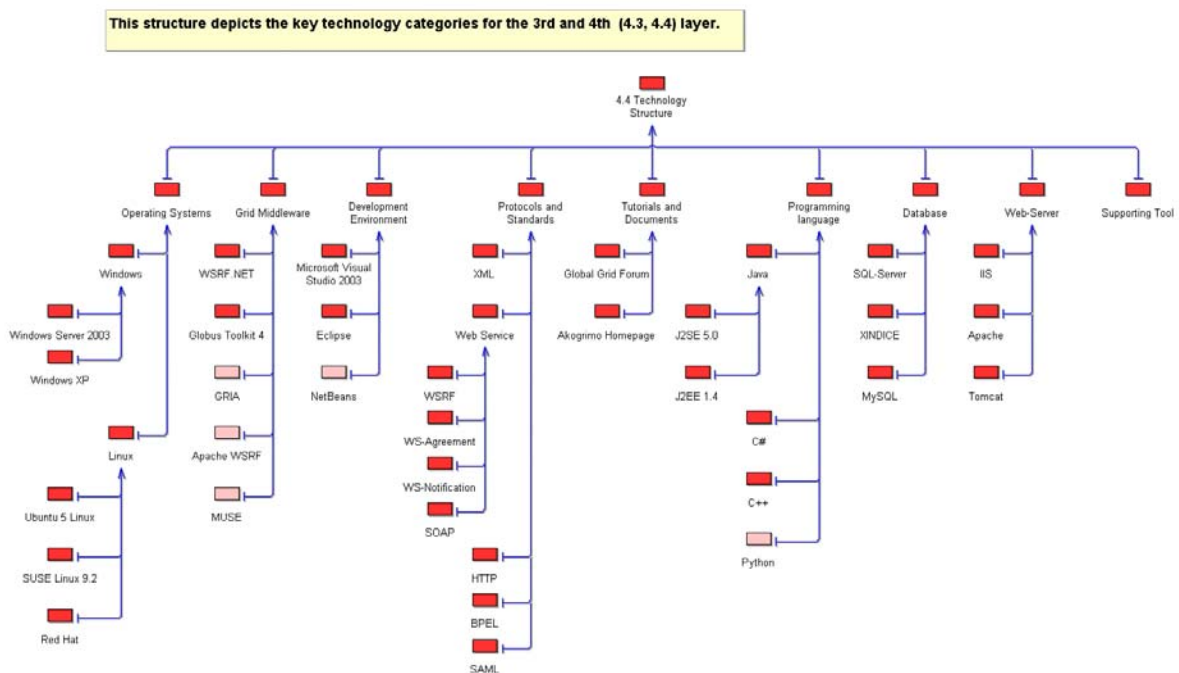 This structure depicts the key technology categories for the 3rd and 4th (4.3, 4.4) layer.
4.4 Technology
Structure
Operating Systems
Grid Middleware
Development
Environment
Protocols and
Standards
Tutorials and
Documents
Programming
language
Database
Web-Server
Supporting Tool
Windows
WSRF.NET
Microsoft Visual
Studio 2003
XML
Global Grid Forum
Java
SQL-Server
IIS
Windows Server 2003
Globus Toolkit 4
Eclipse
Web Service
Akogrimo Homepage
J2SE 5.0
XINDICE
Apache
Windows XP
GRIA
NetBeans
WSRF
J2EE 1.4
MySQL
Tomcat
Linux
Apache WSRF
WS-Agreement
C#
WS-Notification
Ubuntu 5 Linux
MUSE
SOAP
C++
SUSE Linux 9.2
HTTP
Python
Red Hat
BPEL
SAML